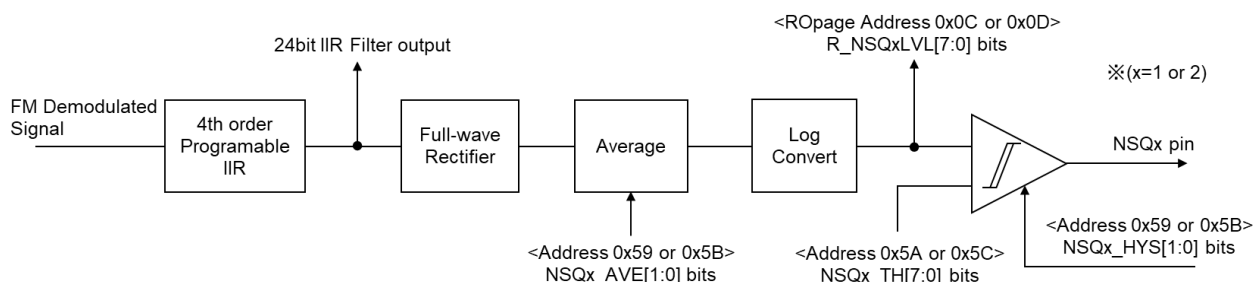 <ROpage Address 0x0C or 0x0D>
R_NSQxLVL[7:0] bits
24bit IIR Filter output
※(x=1 or 2)
FM Demodulated
Signal
4th order
Programable
IIR
Full-wave
Rectifier
Average
Log
Convert
NSQx pin
<Address 0x59 or 0x5B>
NSQx_AVE[1:0] bits
<Address 0x5A or 0x5C>
NSQx_TH[7:0] bits
<Address 0x59 or 0x5B>
NSQx_HYS[1:0] bits